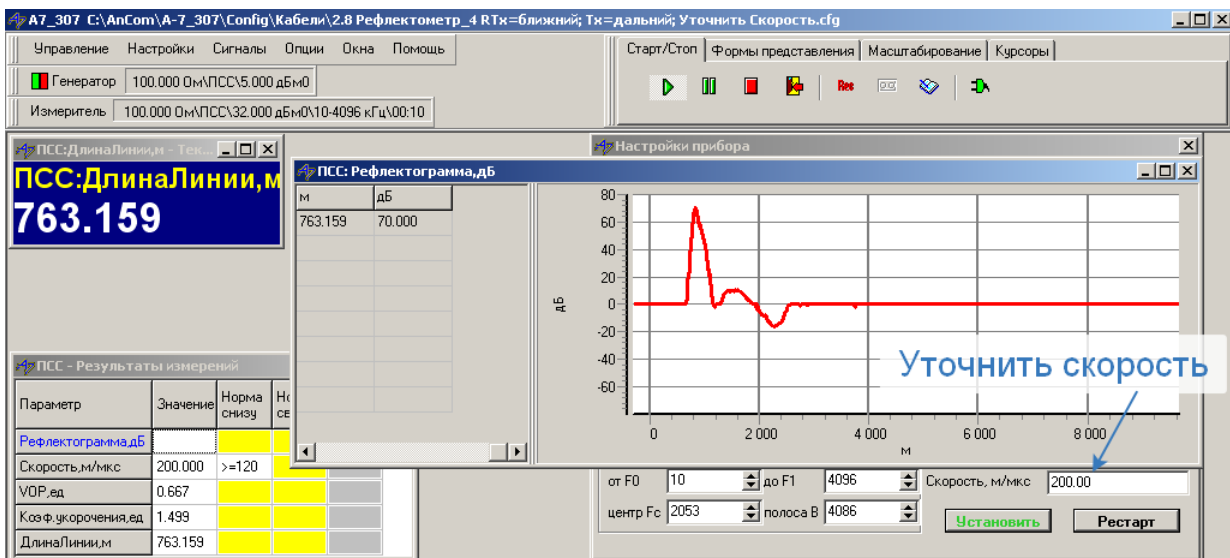 A7_307 C:\AnCom\A-7_307\Config\Кабели\2.8 Рефлектометр_4 RTx=ближний; Tx=дальний; Уточнить Скорость.cfg
Управление Настройки Сигналы Опции Окна Помощь
Старт/Стоп Формы представления Масштабирование Курсоры
Генератор 100.000 Ом\ПСС\5.000 дБм0
Res
Измеритель 100.000 Ом\ПСС\32.000 дБм0\10-4096 кГц\00:10
ПСС:ДлинаЛинии,м - Тек...
Настройки прибора
ПСС:ДлинаЛинии,м
763.159
ПСС: Рефлектограмма,дБ
м дБ
763.159 70.000
80
60
40
20
0
-20
-40
-60
дБ
0 2 000 4 000 6 000 8 000
м
Уточнить скорость
ПСС - Результаты измерений
Параметр Значение Норма снизу
Рефлектограмма,дБ
Скорость,м/мкс 200.000 >=120
VOP,ед 0.667
Коэф.укорочения,ед 1.499
ДлинаЛинии,м 763.159
от F0 10 до F1 4096 Скорость, м/мкс 200.00
центр Fc 2053 полоса B 4086 Установить Рестарт